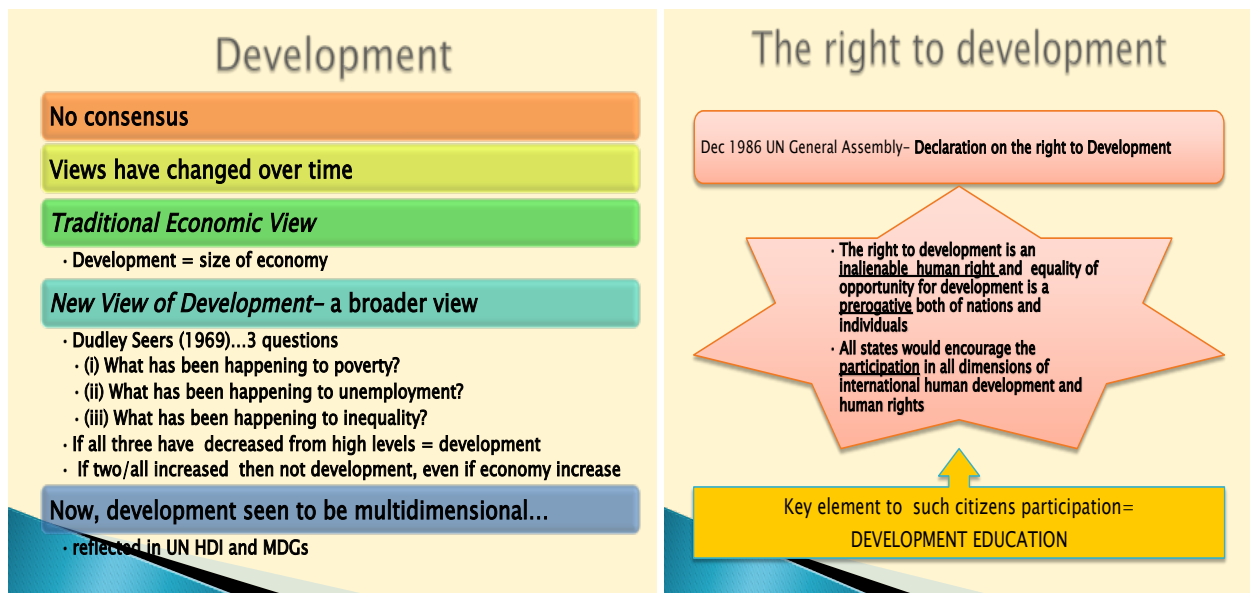 Development
No consensus
Views have changed over time
Traditional Economic View
· Development = size of economy
New View of Development– a broader view
· Dudley Seers (1969)...3 questions
· (i) What has been happening to poverty?
· (ii) What has been happening to unemployment?
· (iii) What has been happening to inequality?
· If all three have decreased from high levels = development
· If two/all increased then not development, even if economy increase
Now, development seen to be multidimensional...
· reflected in UN HDI and MDGs
The right to development
Dec 1986 UN General Assembly– Declaration on the right to Development
· The right to development is an
inalienable human right and equality of
opportunity for development is a
prerogative both of nations and
individuals
· All states would encourage the
participation in all dimensions of
international human development and
human rights
Key element to such citizens participation=
DEVELOPMENT EDUCATION